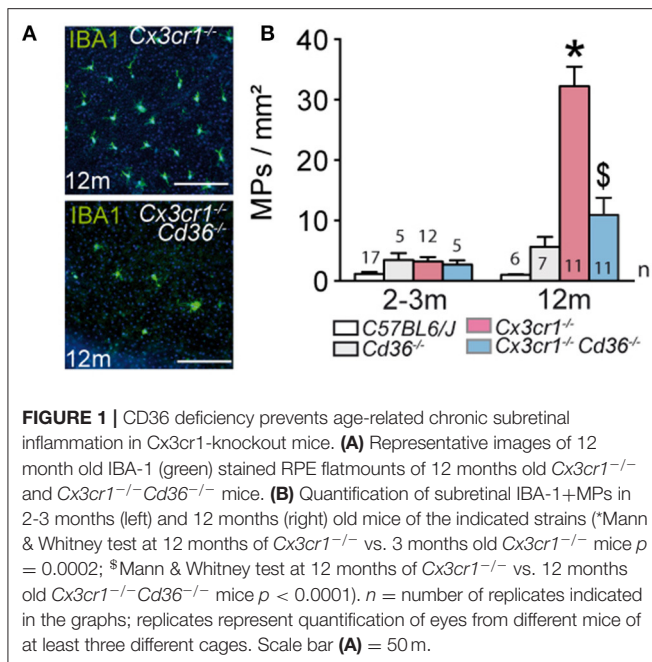 A
IBA1 Cx3cr1-/-
12m
IBA1 Cx3cr1-/-
Cd36-/-
12m
B
MPs / mm²
40
30
20
10
0
17
5
12
5
6
7
11
11
n
*
$
2-3m
12m
C57BL6/J
Cx3cr1-/-
Cd36-/-
Cx3cr1-/- Cd36-/-
FIGURE 1 | CD36 deficiency prevents age-related chronic subretinal
inflammation in Cx3cr1-knockout mice. (A) Representative images of 12
month old IBA-1 (green) stained RPE flatmounts of 12 months old Cx3cr1−/−
and Cx3cr1−/−Cd36−/− mice. (B) Quantification of subretinal IBA-1+MPs in
2-3 months (left) and 12 months (right) old mice of the indicated strains (*Mann
& Whitney test at 12 months of Cx3cr1−/− vs. 3 months old Cx3cr1−/− mice p
= 0.0002; $Mann & Whitney test at 12 months of Cx3cr1−/− vs. 12 months
old Cx3cr1−/−Cd36−/− mice p < 0.0001). n = number of replicates indicated
in the graphs; replicates represent quantification of eyes from different mice of
at least three different cages. Scale bar (A) = 50 m.